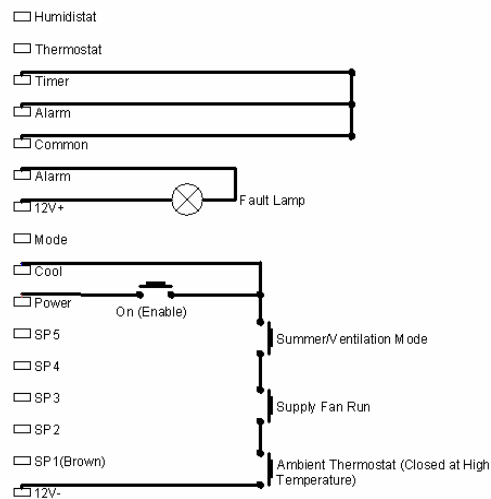 Humidistat
Thermostat
Timer
Alarm
Common
Alarm
12V+
Fault Lamp
Mode
Cool
Power
On (Enable)
SP5
Summer/Ventilation Mode
SP4
SP3
Supply Fan Run
SP2
SP1(Brown)
Ambient Thermostat (Closed at High
Temperature)
12V-